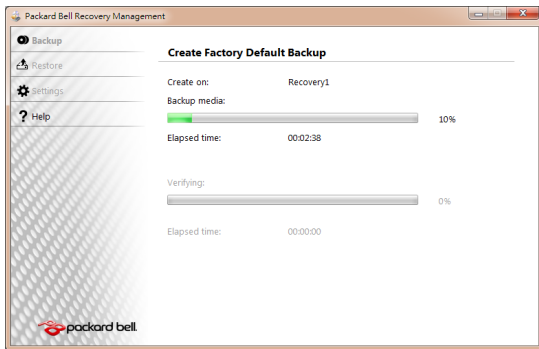 Packard Bell Recovery Management
Backup
Restore
Settings
? Help
Create Factory Default Backup
Create on: Recovery1
Backup media:
10%
Elapsed time: 00:02:38
Verifying:
0%
Elapsed time: 00:00:00
packard bell.